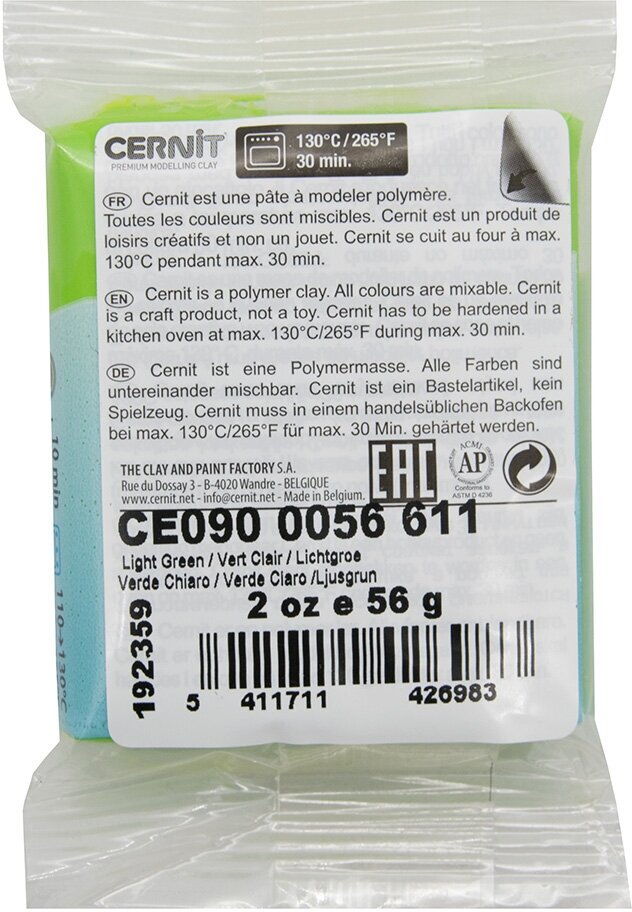 CERNIT
PREMIUM MODELLING CLAY
130°C/265°F
30 min.
FR Cernit est une pâte à modeler polymère.
Toutes les couleurs sont miscibles. Cernit est un produit de
loisirs créatifs et non un jouet. Cernit se cuit au four à max.
130°C pendant max. 30 min.
EN Cernit is a polymer clay. All colours are mixable. Cernit
is a craft product, not a toy. Cernit has to be hardened in a
kitchen oven at max. 130°C/265°F during max. 30 min.
DE Cernit ist eine Polymermasse. Alle Farben sind
untereinander mischbar. Cernit ist ein Bastelartikel, kein
Spielzeug. Cernit muss in einem handelsüblichen Backofen
bei max. 130°C/265°F für max. 30 Min. gehärtet werden.
THE CLAY AND PAINT FACTORY S.A.
Rue du Dossay 3 - B-4020 Wandre - BELGIQUE
www.cernit.net - info@cernit.net - Made in Belgium.
EAC
ACMI
AP
Conforms to
ASTM D 4236
CE090 0056 611
Light Green / Vert Clair / Lichtgroe
Verde Chiaro / Verde Claro /Ljusgrun
2 oz e 56 g
192359
5 411711 426983
10 min
110->130°C